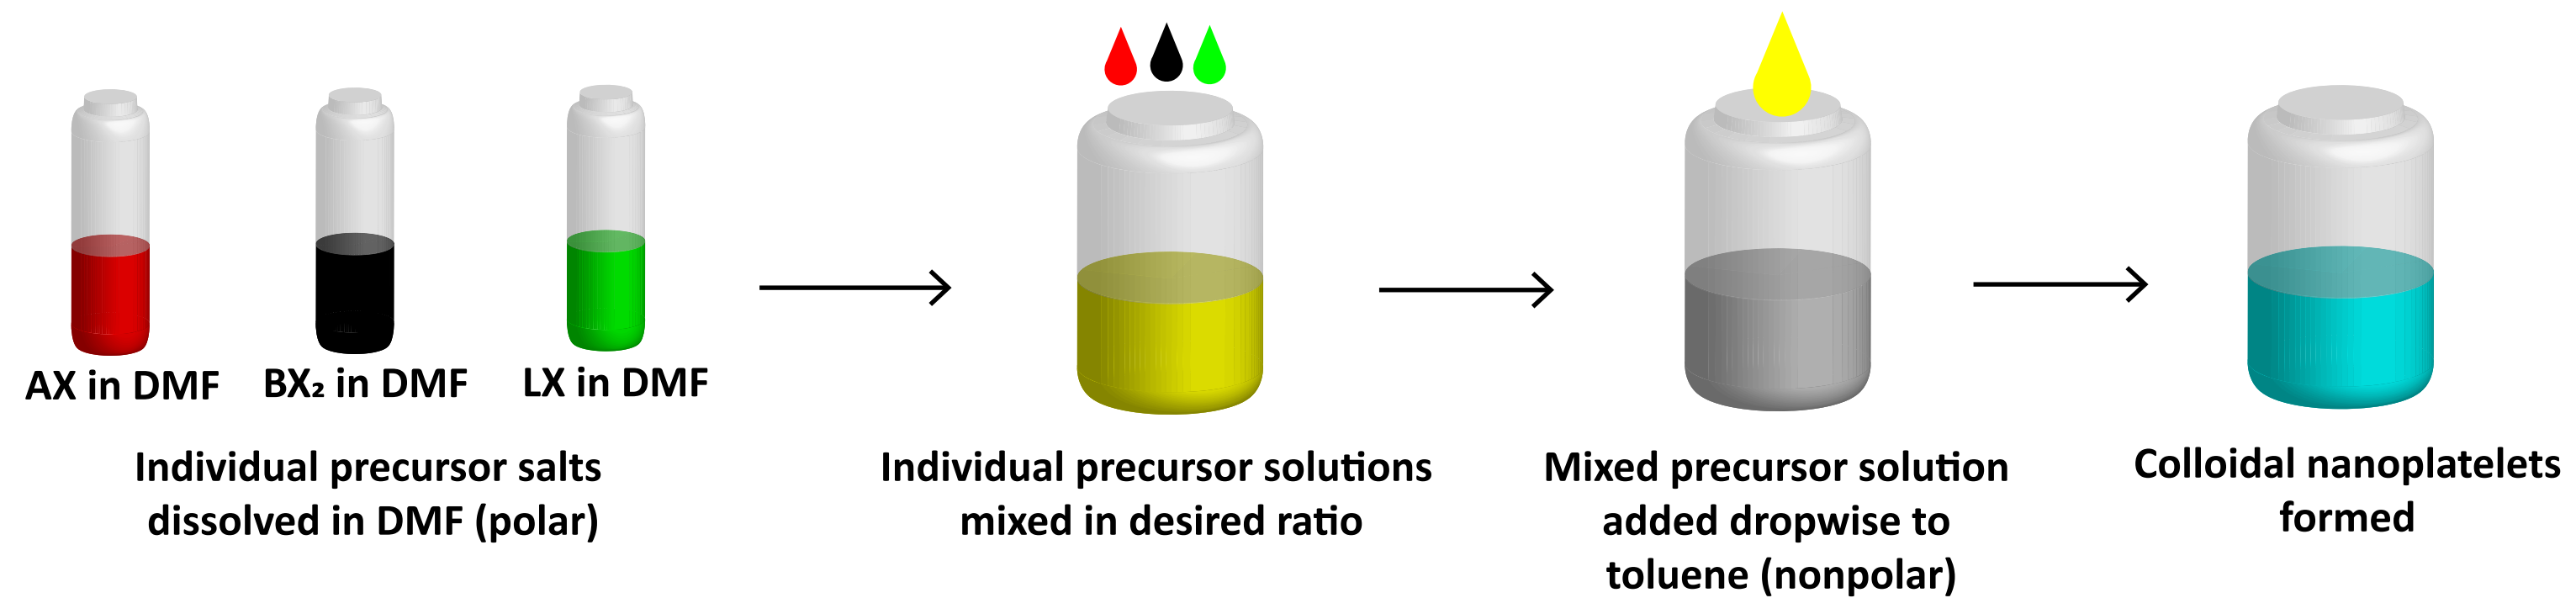 AX in DMF
BX₂ in DMF
LX in DMF
Individual precursor salts
dissolved in DMF (polar)
Individual precursor solutions
mixed in desired ratio
Mixed precursor solution
added dropwise to
toluene (nonpolar)
Colloidal nanoplatelets
formed